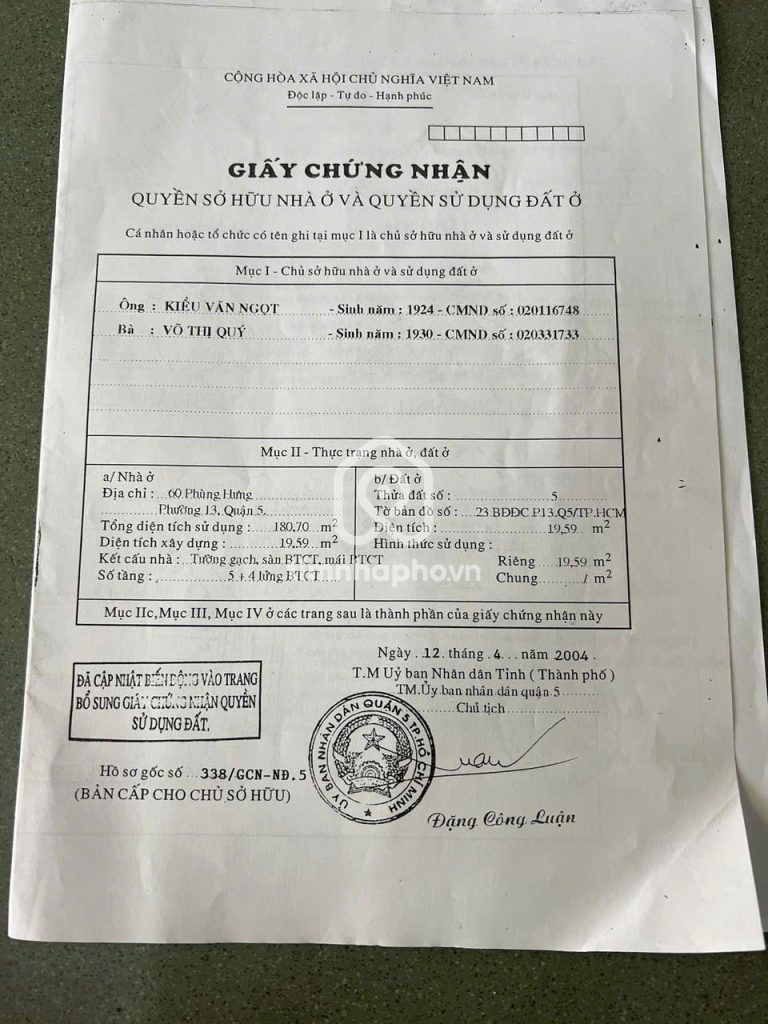 CỘNG HÒA XÃ HỘI CHỦ NGHĨA VIỆT NAM
Độc lập - Tự do - Hạnh phúc
GIẤY CHỨNG NHẬN
QUYỀN SỞ HỮU NHÀ Ở VÀ QUYỀN SỬ DỤNG ĐẤT Ở
Cá nhân hoặc tổ chức có tên ghi tại mục I là chủ sở hữu nhà ở và sử dụng đất ở
Mục I - Chủ sở hữu nhà ở và sử dụng đất ở
Ông : KIỀU VĂN NGỌT - Sinh năm : 1924 - CMND số : 020116748
Bà : VÕ THỊ QUÝ - Sinh năm : 1930 - CMND số : 020331733
Mục II - Thực trạng nhà ở, đất ở
a/ Nhà ở
Địa chỉ : 60 Phùng Hưng
Phường 13, Quận 5
Tổng diện tích sử dụng : 180,70 m²
Diện tích xây dựng : 19,59 m²
Kết cấu nhà : Tường gạch, sàn BTCT, mái BTCT
Số tầng : 5 + 4 lửng BTCT
b/ Đất ở
Thửa đất số : 5
Tờ bản đồ số : 23 BĐĐC P13.Q5/TP.HCM
Diện tích : 19,59 m²
Hình thức sử dụng :
Riêng 19,59 m²
Chung / m²
nhapho.vn
Mục IIc, Mục III, Mục IV ở các trang sau là thành phần của giấy chứng nhận này
Ngày .12. tháng .4... năm 2004.
T.M Uỷ ban Nhân dân Tỉnh ( Thành phố )
TM.Ủy ban nhân dân quận 5
Chủ tịch
ĐÃ CẬP NHẬT BIẾN ĐỘNG VÀO TRANG
BỔ SUNG GIẤY CHỨNG NHẬN QUYỀN
SỬ DỤNG ĐẤT.
ỦY BAN NHÂN DÂN QUẬN 5 TP. HỒ CHÍ MINH
Hồ sơ gốc số ...338/GCN-NĐ.5
(BẢN CẤP CHO CHỦ SỞ HỮU)
Đặng Công Luận